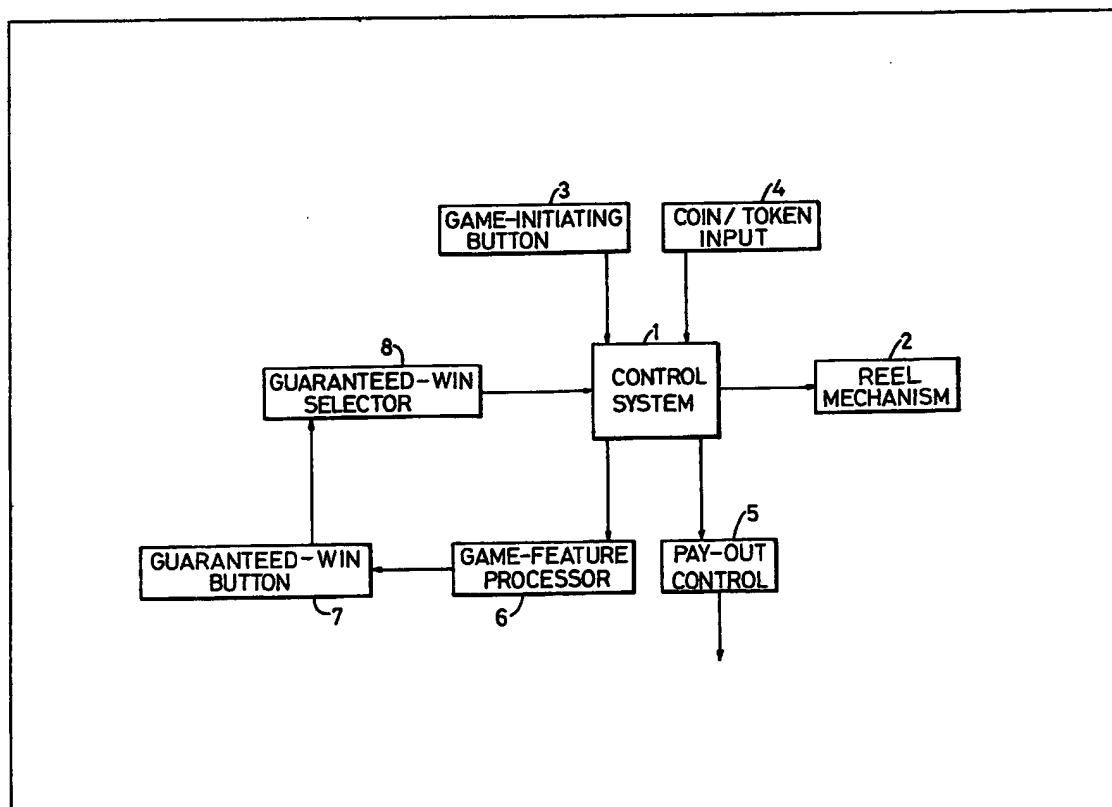 3
GAME-INITIATING
BUTTON
4
COIN/TOKEN
INPUT
8
GUARANTEED-WIN
SELECTOR
1
CONTROL
SYSTEM
2
REEL
MECHANISM
GUARANTEED-WIN
BUTTON
7
GAME-FEATURE
PROCESSOR
6
5
PAY-OUT
CONTROL